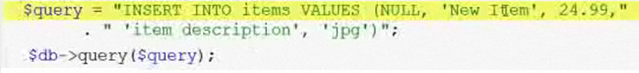 $query = "INSERT INTO items VALUES (NULL, 'New Item', 24.99,"
. " 'item description', 'jpg')";
$db->query($query);